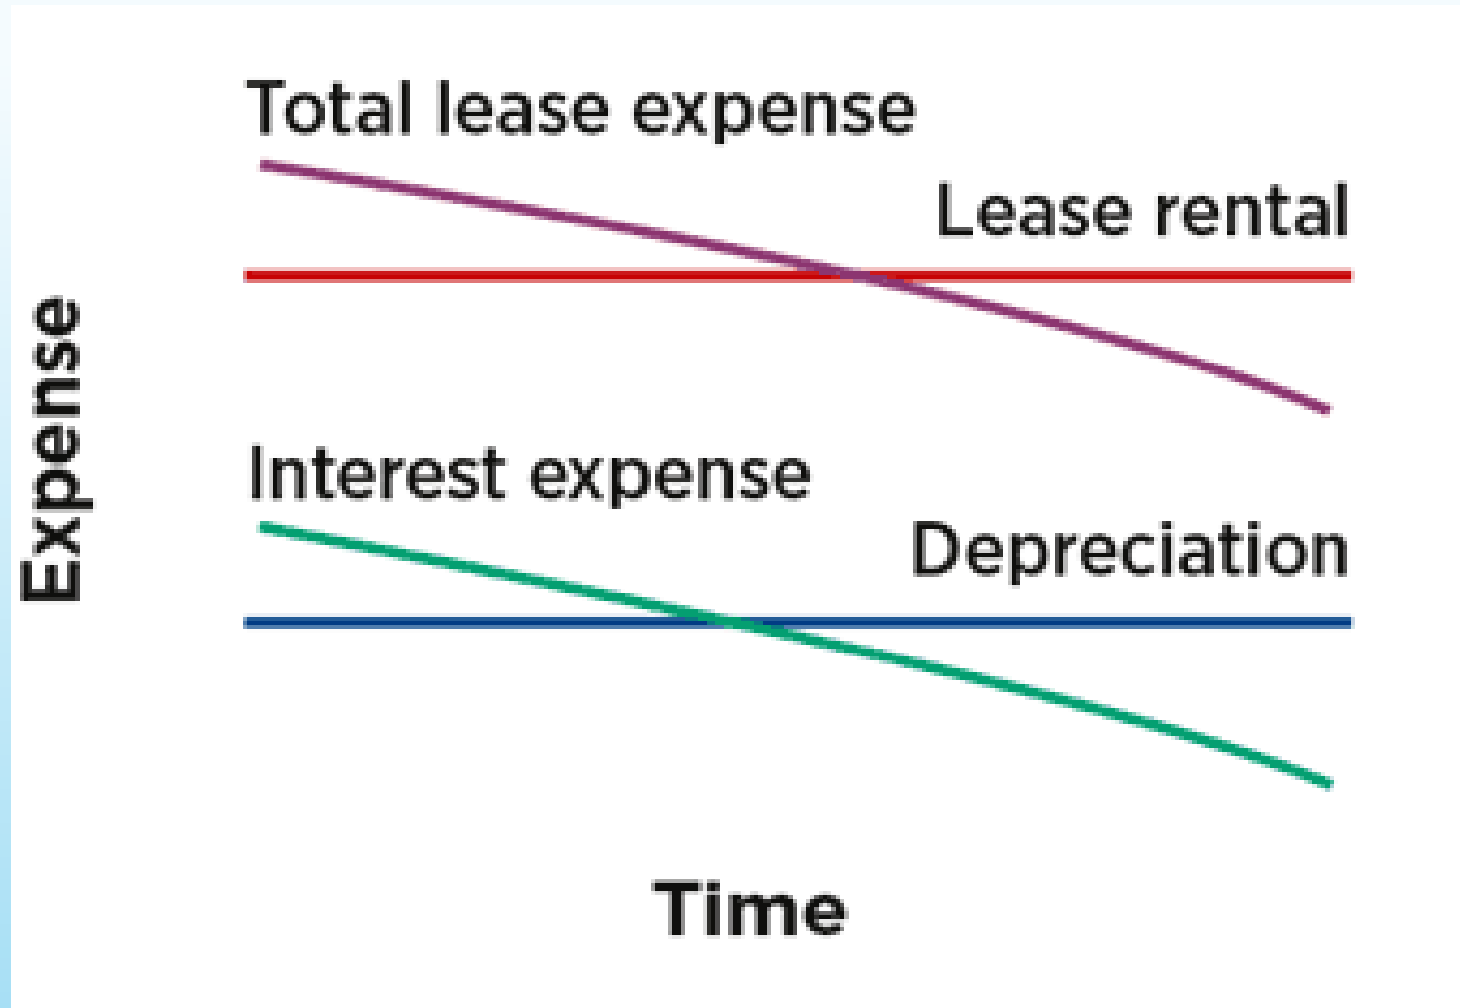 Total lease expense
Lease rental
Expense
Interest expense
Depreciation
Time